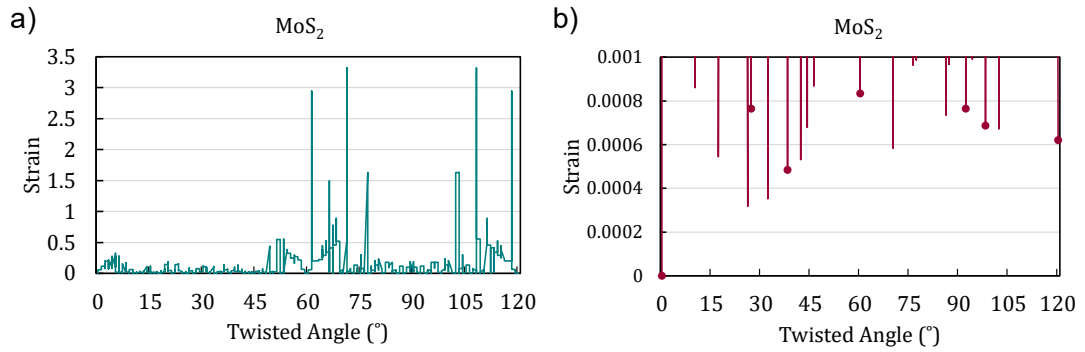 a)
MoS₂
3.5
3
2.5
2
1.5
1
0.5
0
Strain
0 15 30 45 60 75 90 105 120
Twisted Angle (°)
b)
MoS₂
0.001
0.0008
0.0006
0.0004
0.0002
0
Strain
0 15 30 45 60 75 90 105 120
Twisted Angle (°)